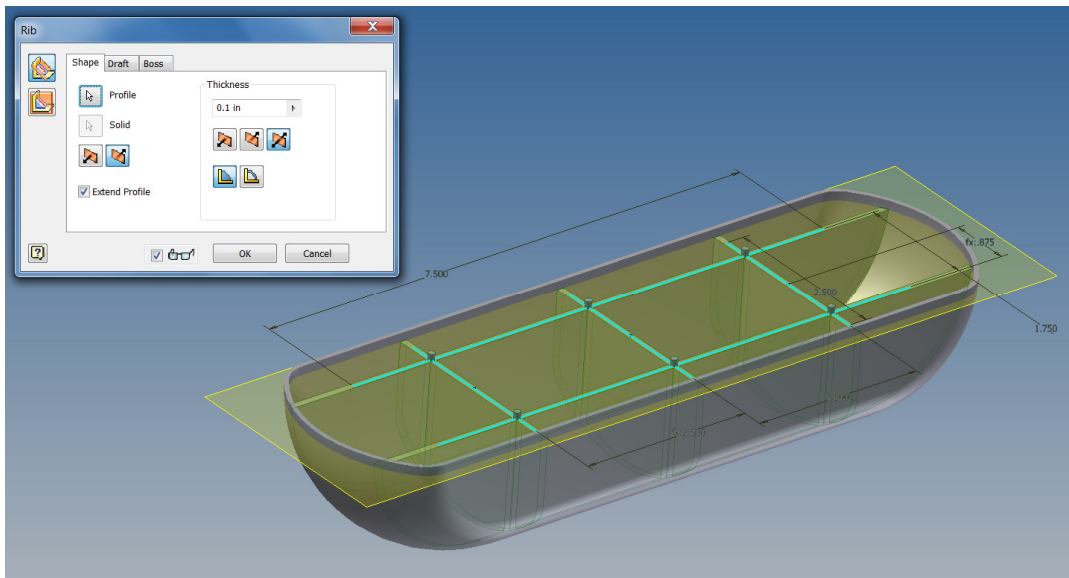 Rib
Shape Draft Boss
Profile
Solid
Extend Profile
Thickness
0.1 in
OK
Cancel
7.500
2.500
fx:.875
1.750